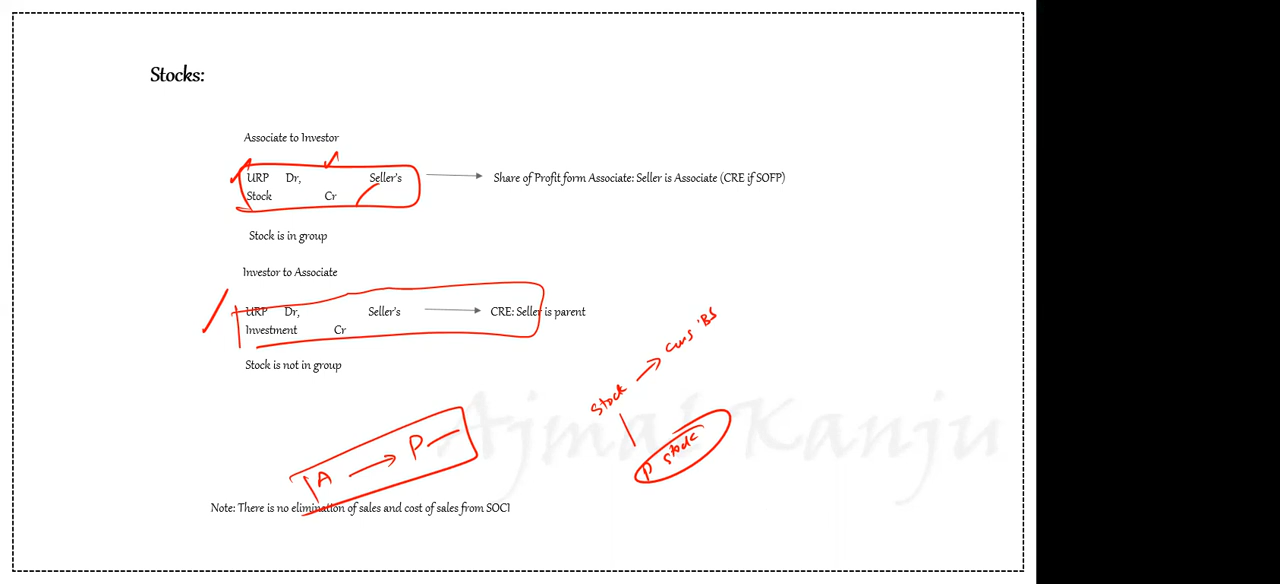 Stocks:
Associate to Investor
URP Dr, Seller's Share of Profit form Associate: Seller is Associate (CRE if SOFP)
Stock Cr
Stock is in group
Investor to Associate
URP Dr, Seller's CRE: Seller is parent
Investment Cr
Stock is not in group
Stock → Cons 'BS
P stock
A → P
Ajmal Kanju
Note: There is no elimination of sales and cost of sales from SOCI